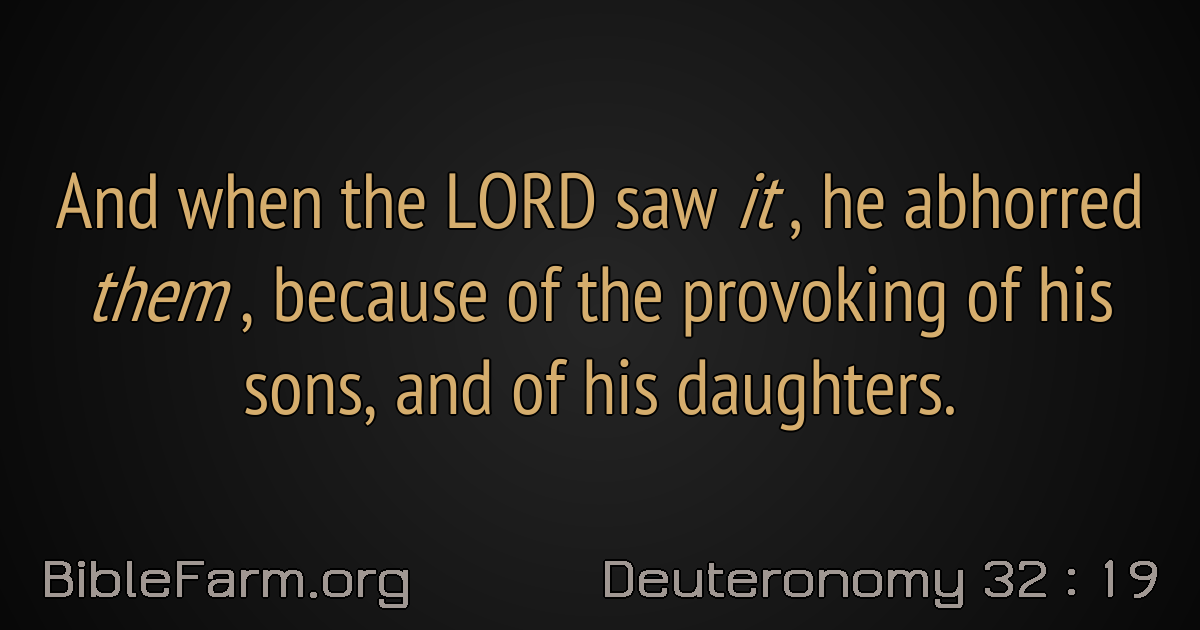 And when the LORD saw it , he abhorred
them , because of the provoking of his
sons, and of his daughters.
BibleFarm.org
Deuteronomy 32 : 19